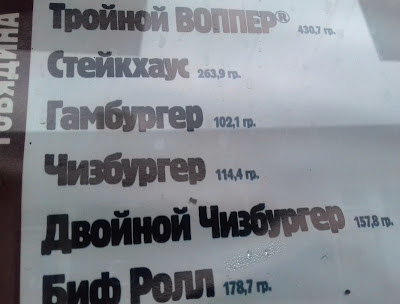 ГОВЯДИНА
Тройной ВОППЕР® 430,7 гр.
Стейкхаус 263,9 гр.
Гамбургер 102,1 гр.
Чизбургер 114,4 гр.
Двойной Чизбургер 157,8 гр.
Биф Ролл 178,7 гр.